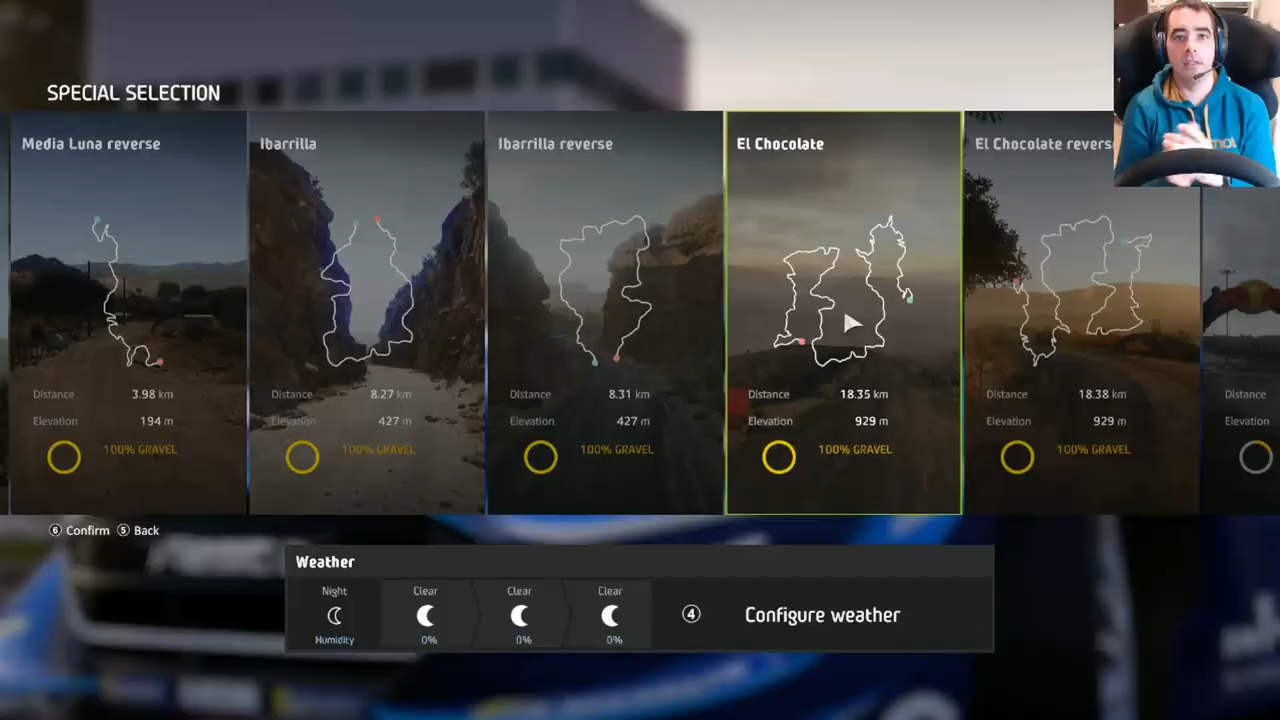 SPECIAL SELECTION
Media Luna reverse
Distance 3.98 km
Elevation 194 m
100% GRAVEL
Ibarrilla
Distance 8.27 km
Elevation 427 m
100% GRAVEL
Ibarrilla reverse
Distance 8.31 km
Elevation 427 m
100% GRAVEL
El Chocolate
Distance 18.35 km
Elevation 929 m
100% GRAVEL
El Chocolate revers
Distance 18.38 km
Elevation 929 m
100% GRAVEL
Distance
Elevation
6 Confirm 5 Back
Weather
Night
Humidity
Clear
0%
Clear
0%
Clear
0%
4 Configure weather